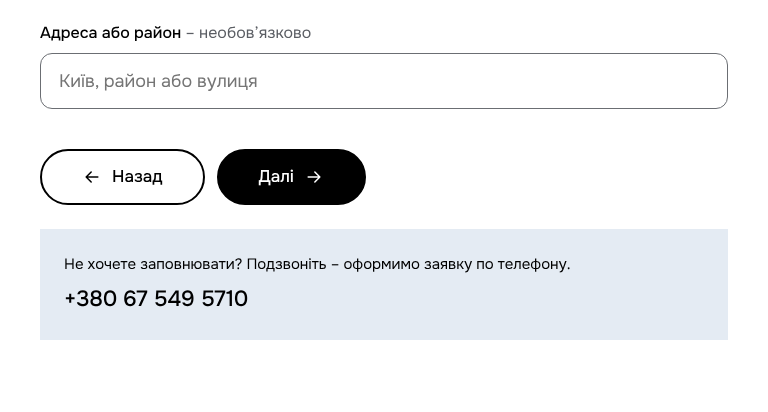 Адреса або район – необов’язково
Київ, район або вулиця
← Назад
Далі →
Не хочете заповнювати? Подзвоніть – оформимо заявку по телефону.
+380 67 549 5710